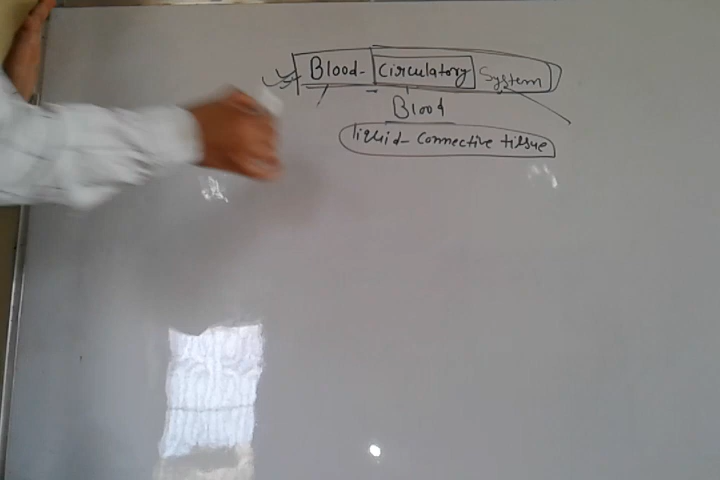 Blood- Circulatory System
Blood
liquid- connective tissue